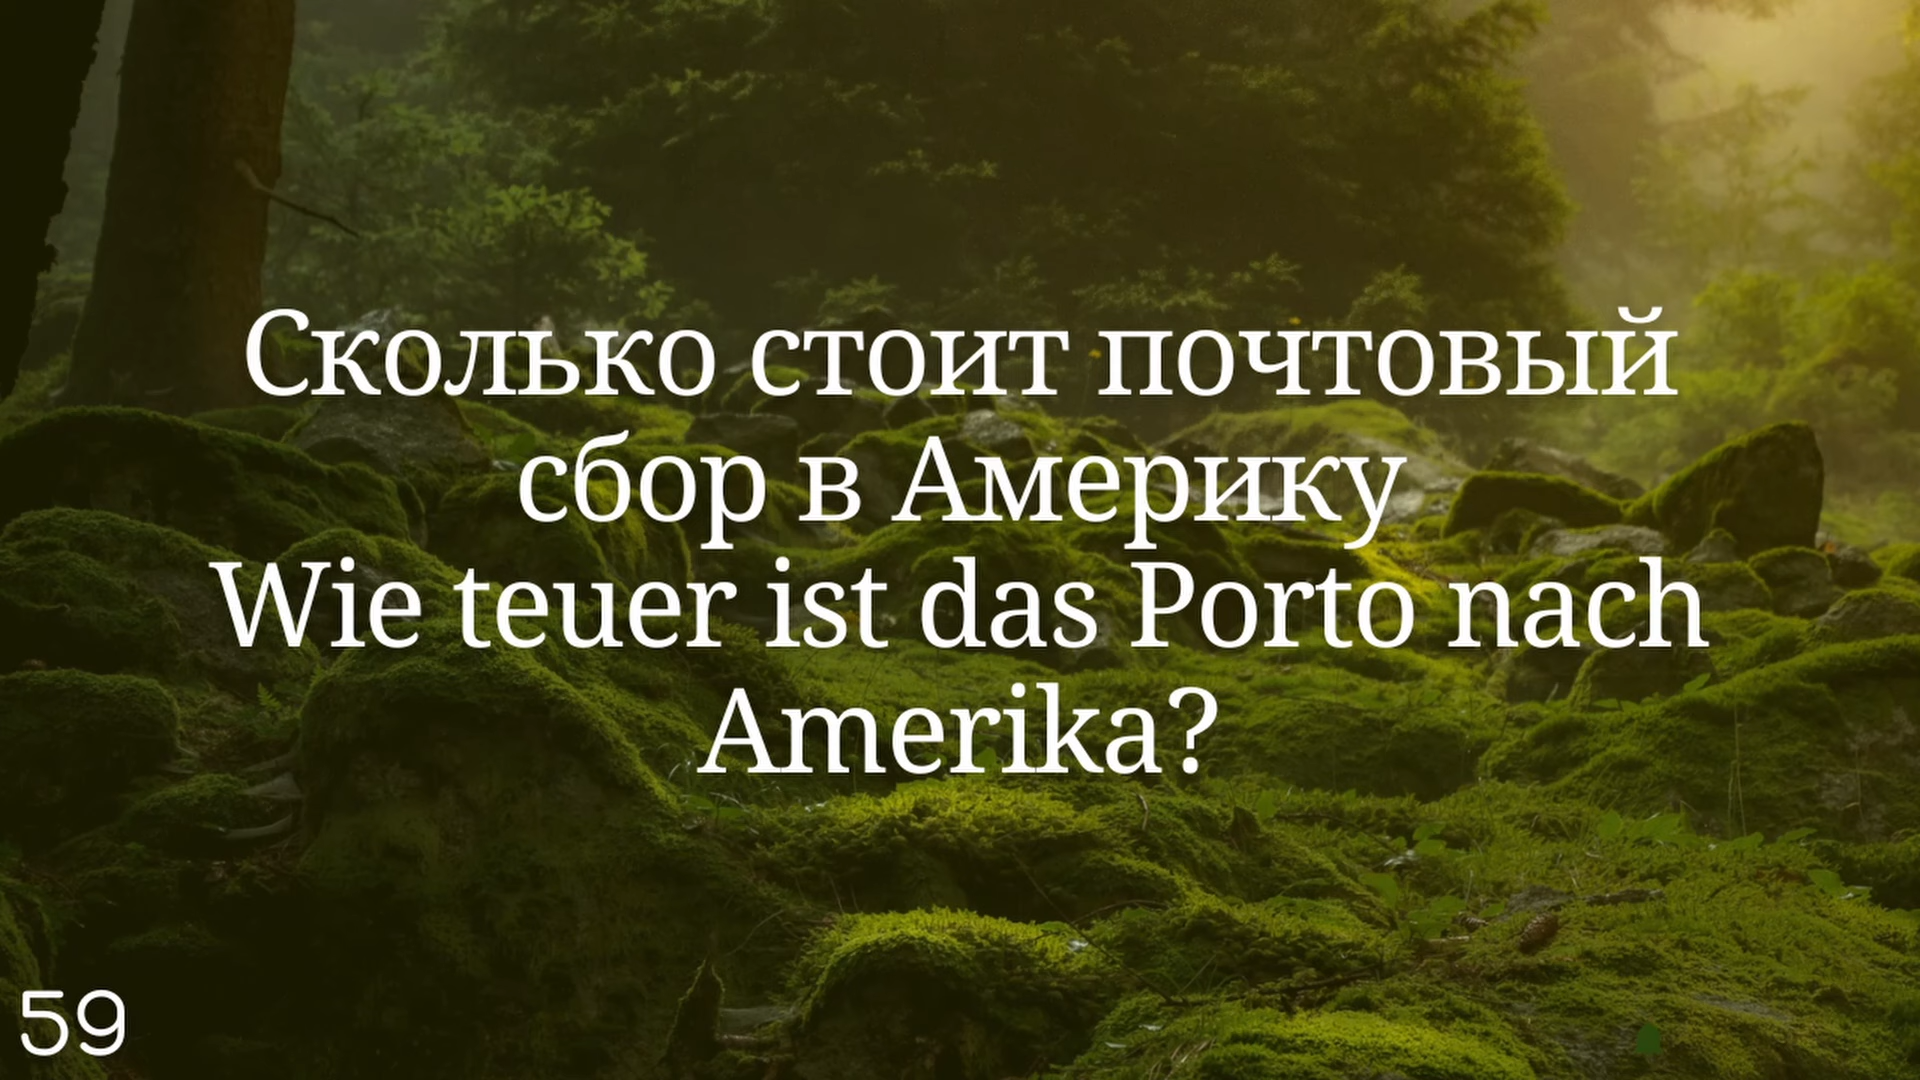 Сколько стоит почтовый
сбор в Америку
Wie teuer ist das Porto nach
Amerika?
59